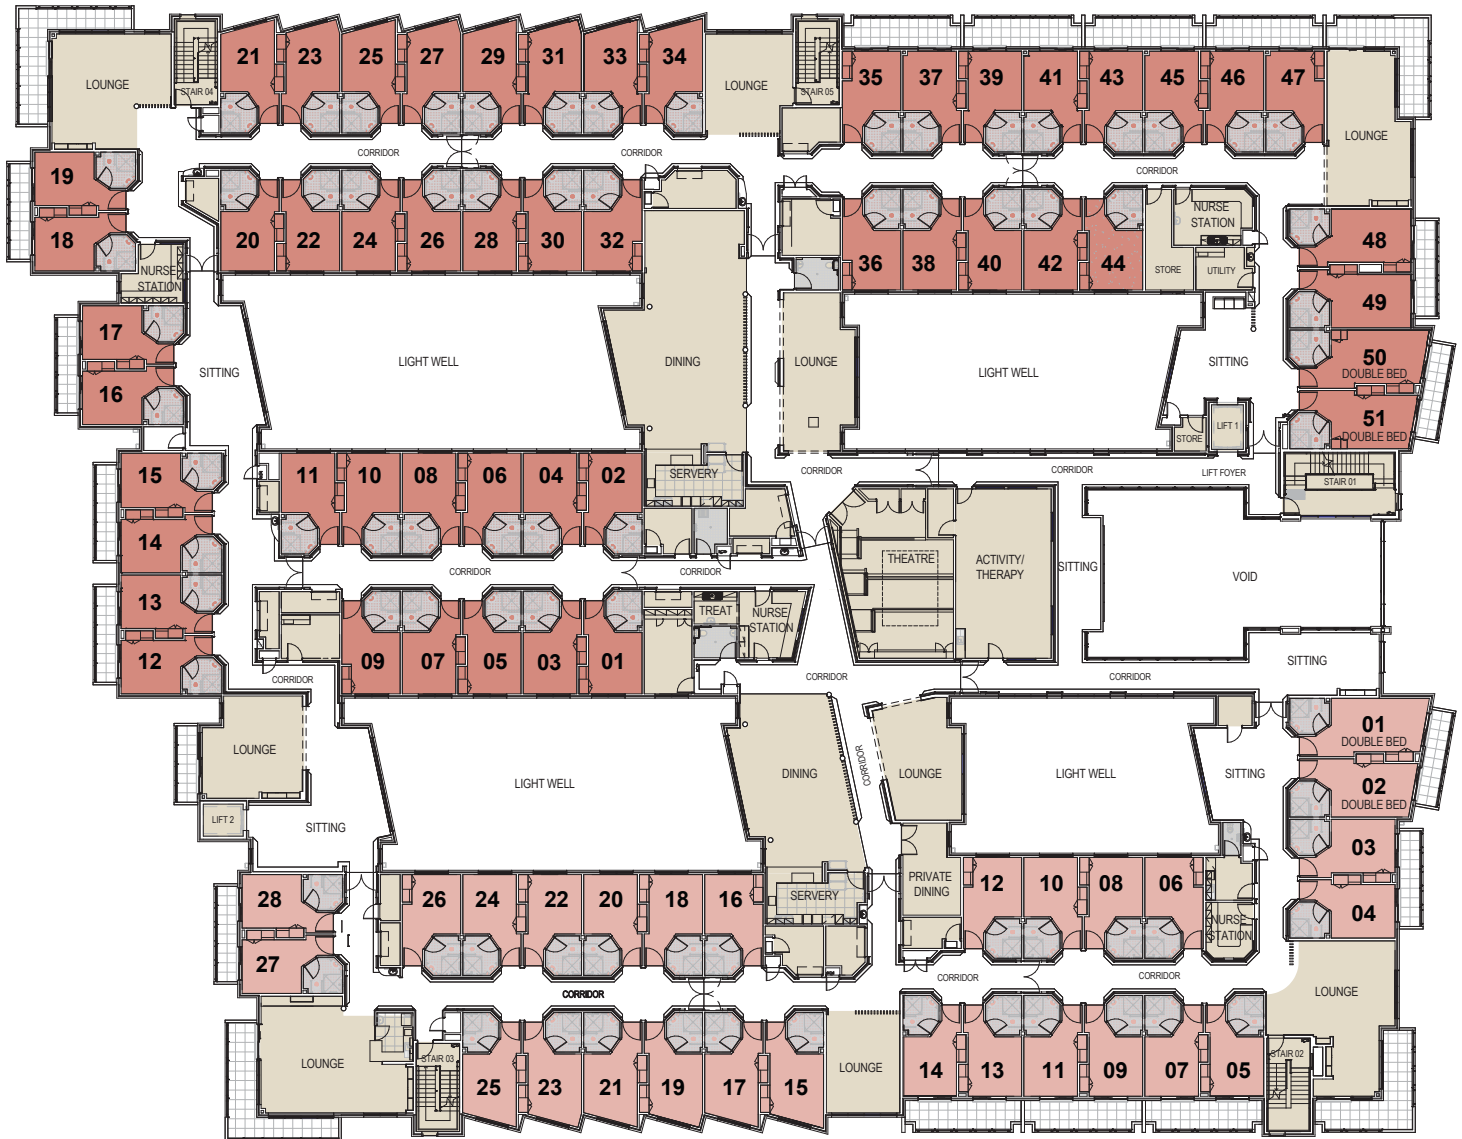 21
23
25
27
29
31
33
34
LOUNGE
STAIR 04
LOUNGE
STAIR 05
35
37
39
41
43
45
46
47
LOUNGE
CORRIDOR
CORRIDOR
CORRIDOR
19
18
20
22
24
26
28
30
32
NURSE
STATION
36
38
40
42
44
STORE
NURSE
STATION
UTILITY
48
49
50
DOUBLE BED
51
DOUBLE BED
17
16
SITTING
LIGHT WELL
DINING
LOUNGE
LIGHT WELL
SITTING
STORE
LIFT 1
15
14
13
12
11
10
08
06
04
02
SERVERY
CORRIDOR
CORRIDOR
LIFT FOYER
STAIR 01
CORRIDOR
CORRIDOR
THEATRE
ACTIVITY/
THERAPY
SITTING
VOID
09
07
05
03
01
TREAT
NURSE
STATION
CORRIDOR
CORRIDOR
CORRIDOR
SITTING
LOUNGE
LIFT 2
SITTING
LIGHT WELL
DINING
CORRIDOR
LOUNGE
LIGHT WELL
SITTING
01
DOUBLE BED
02
DOUBLE BED
03
04
28
27
26
24
22
20
18
16
SERVERY
PRIVATE
DINING
12
10
08
06
NURSE
STATION
CORRIDOR
CORRIDOR
CORRIDOR
LOUNGE
LOUNGE
STAIR 03
25
23
21
19
17
15
LOUNGE
14
13
11
09
07
05
STAIR 02